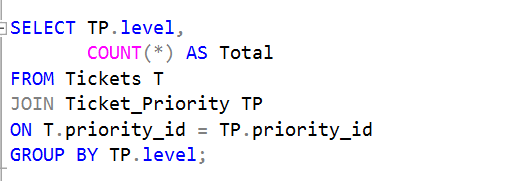 SELECT TP.level,
COUNT(*) AS Total
FROM Tickets T
JOIN Ticket_Priority TP
ON T.priority_id = TP.priority_id
GROUP BY TP.level;